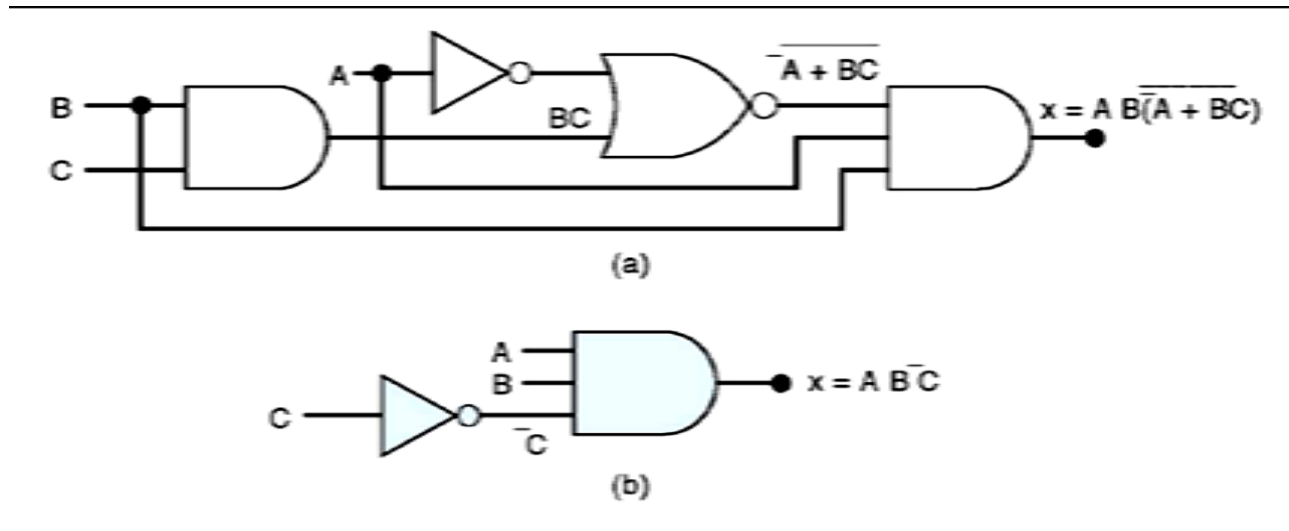 A
‾A + BC
B
BC
x = A B(‾A + BC)
C
(a)
A
B
x = A B‾C
C
‾C
(b)